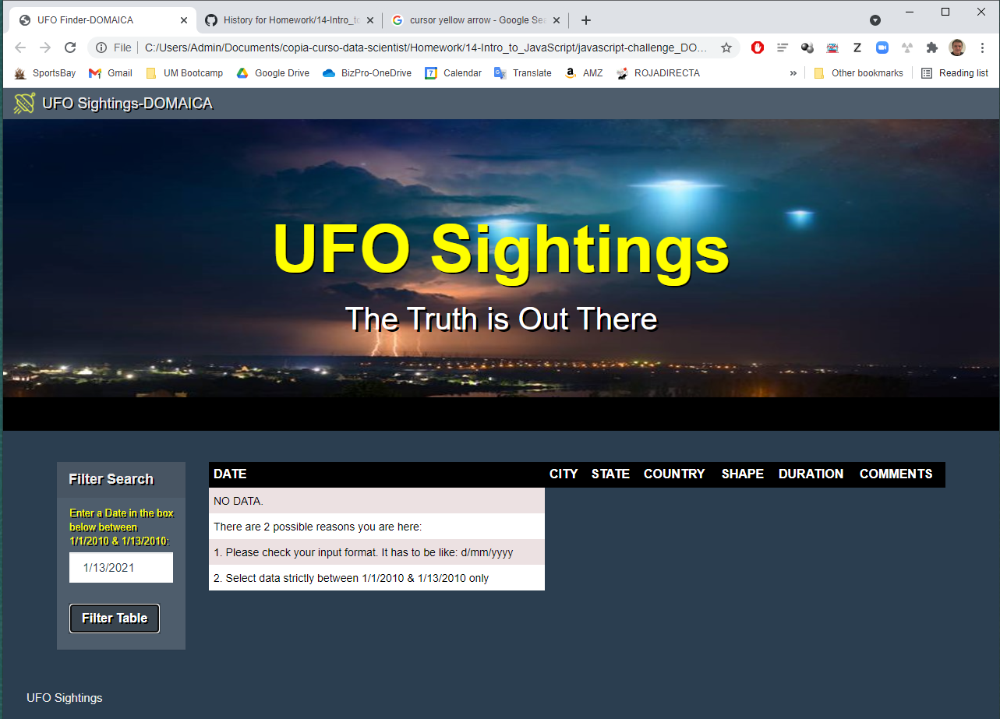 UFO Finder-DOMAICA
History for Homework/14-Intro_to
cursor yellow arrow - Google Sea
File
C:/Users/Admin/Documents/copia-curso-data-scientist/Homework/14-Intro_to_JavaScript/javascript-challenge_DO...
SportsBay
Gmail
UM Bootcamp
Google Drive
BizPro-OneDrive
7
Calendar
Translate
AMZ
ROJADIRECTA
»
Other bookmarks
Reading list
UFO Sightings-DOMAICA
UFO Sightings
The Truth is Out There
Filter Search
Enter a Date in the box
below between
1/1/2010 & 1/13/2010:
1/13/2021
Filter Table
DATE CITY STATE COUNTRY SHAPE DURATION COMMENTS
NO DATA.
There are 2 possible reasons you are here:
1. Please check your input format. It has to be like: d/mm/yyyy
2. Select data strictly between 1/1/2010 & 1/13/2010 only
UFO Sightings